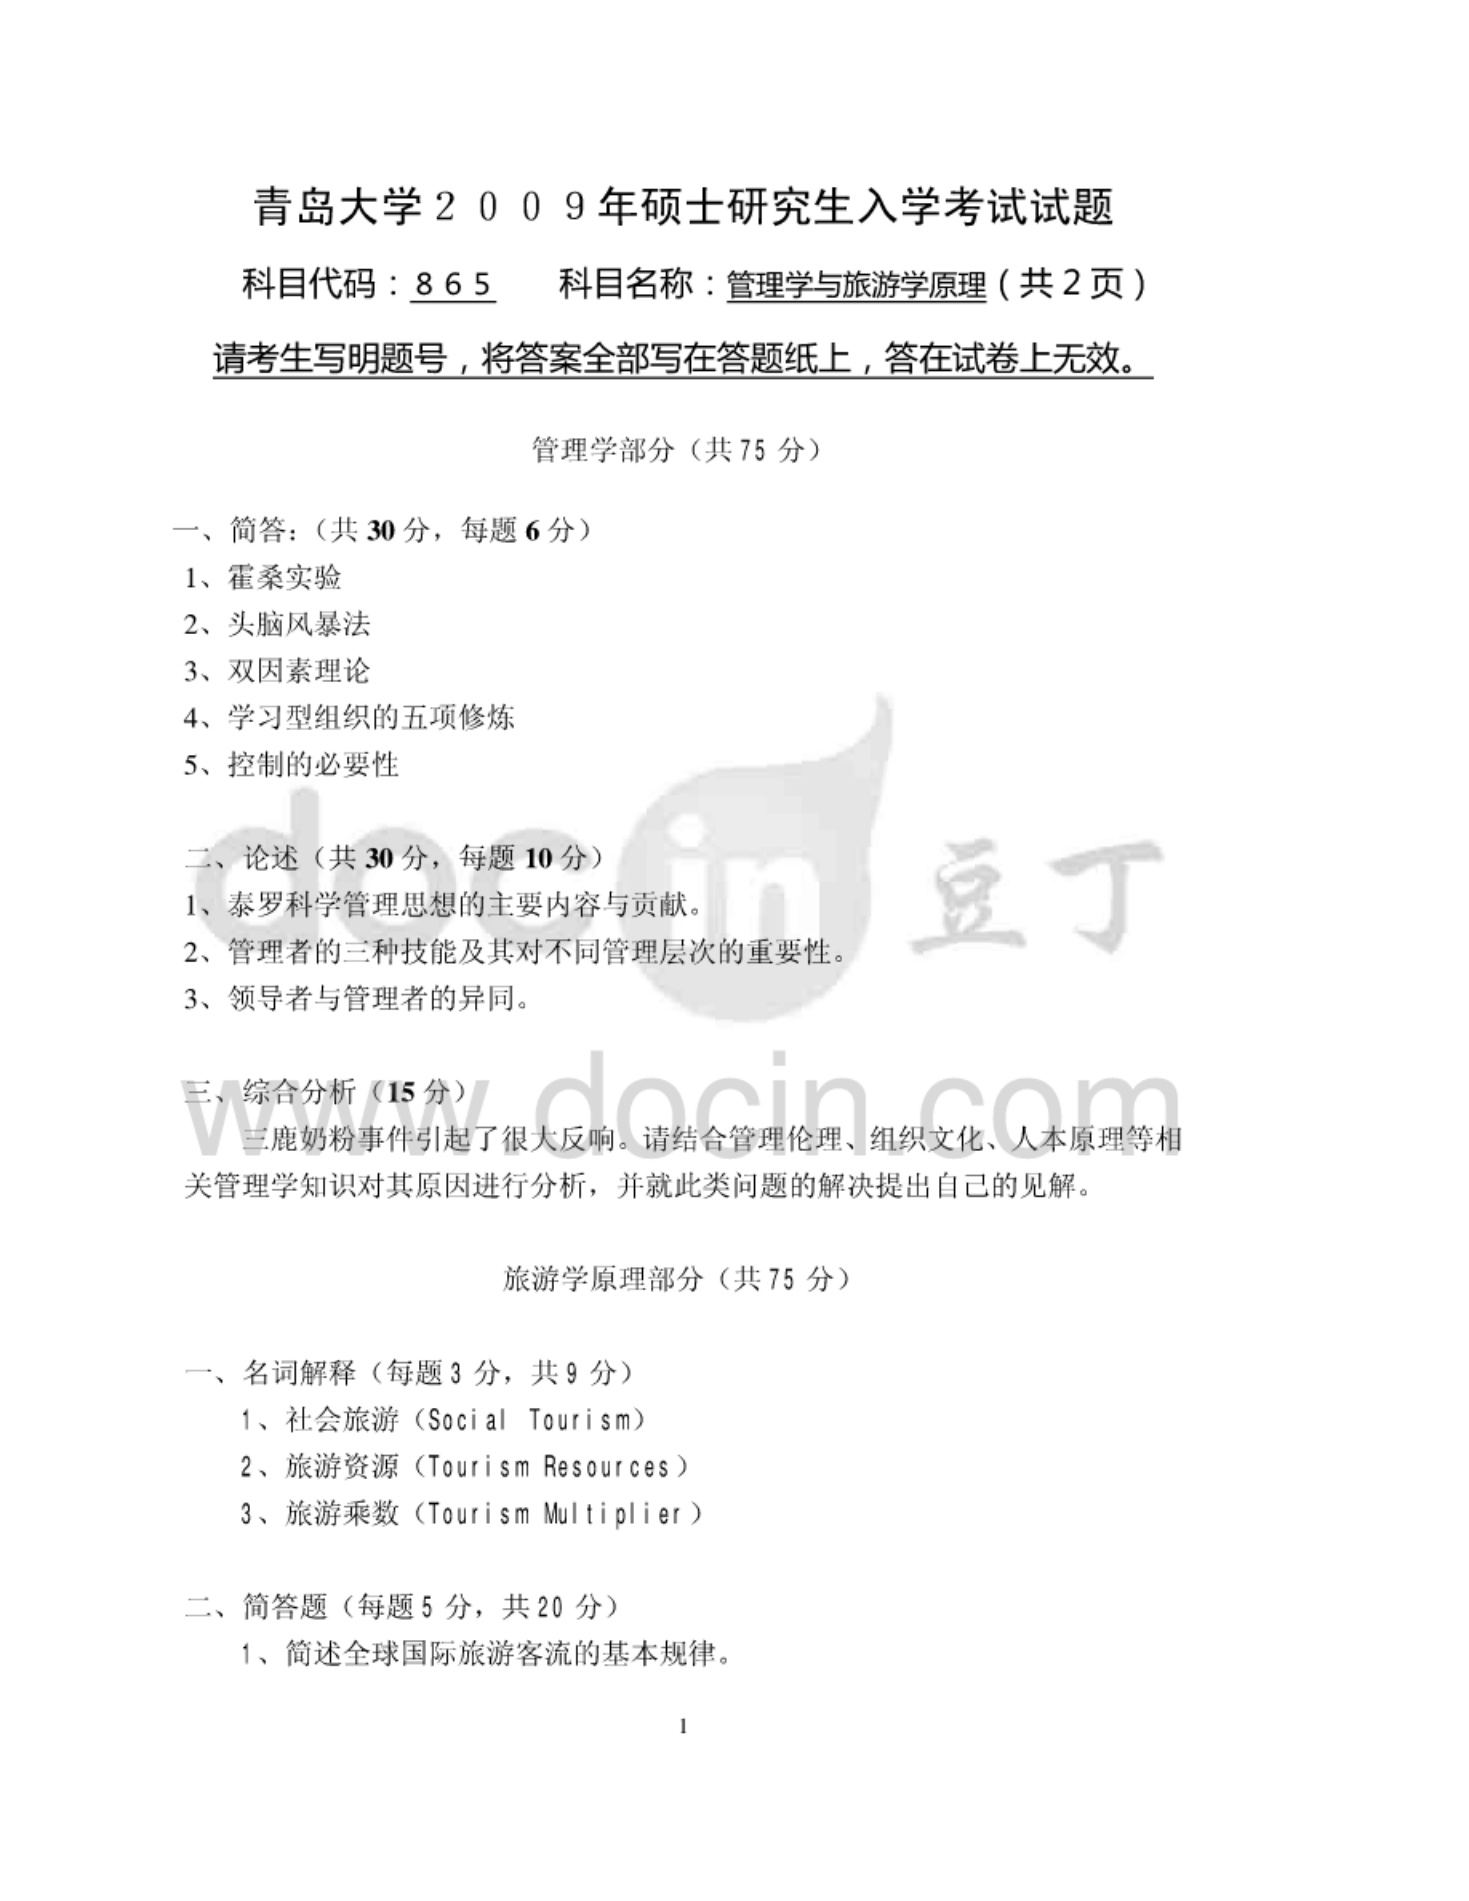 青岛大学２００９年硕士研究生入学考试试题
科目代码：８６５ 科目名称：管理学与旅游学原理（共２页）
请考生写明题号，将答案全部写在答题纸上，答在试卷上无效。
管理学部分（共 75 分）
一、简答：（共 30 分，每题 6 分）
1、霍桑实验
2、头脑风暴法
3、双因素理论
4、学习型组织的五项修炼
5、控制的必要性
二、论述（共 30 分，每题 10 分）
1、泰罗科学管理思想的主要内容与贡献。
2、管理者的三种技能及其对不同管理层次的重要性。
3、领导者与管理者的异同。
docin 豆丁
www.docin.com
三、综合分析（15 分）
三鹿奶粉事件引起了很大反响。请结合管理伦理、组织文化、人本原理等相
关管理学知识对其原因进行分析，并就此类问题的解决提出自己的见解。
旅游学原理部分（共 75 分）
一、名词解释（每题 3 分，共 9 分）
1、社会旅游（Social Tourism）
2、旅游资源（Tourism Resources）
3、旅游乘数（Tourism Multiplier）
二、简答题（每题 5 分，共 20 分）
1、简述全球国际旅游客流的基本规律。
1